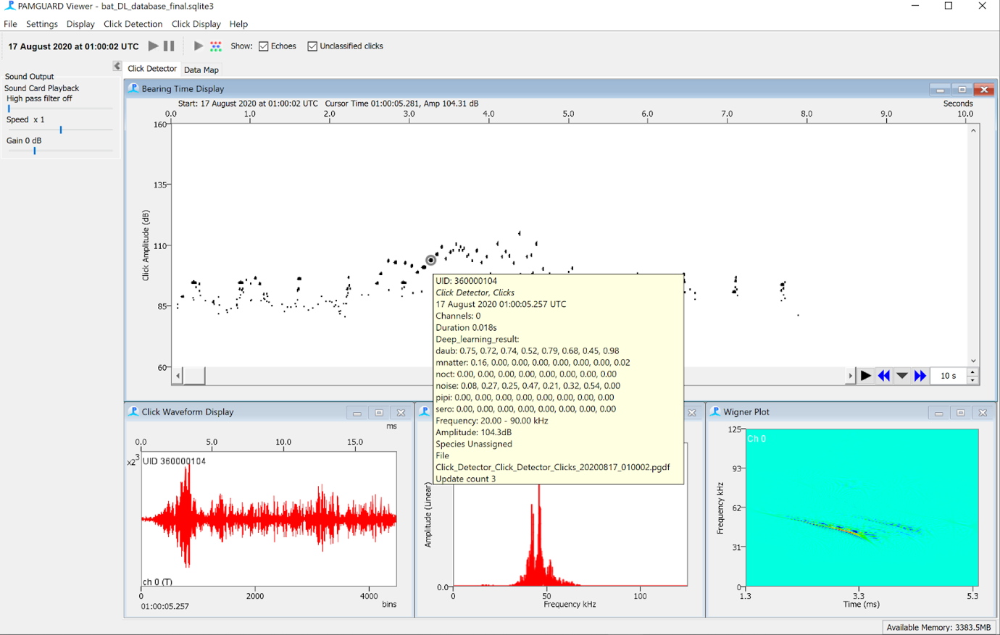 PAMGUARD Viewer - bat_DL_database_final.sqlite3
File Settings Display Click Detection Click Display Help
17 August 2020 at 01:00:02 UTC Show: Echoes Unclassified clicks
Click Detector Data Map
Sound Output
Sound Card Playback
High pass filter off
Speed x 1
Gain 0 dB
Bearing Time Display
Start: 17 August 2020 at 01:00:02 UTC Cursor Time 01:00:05.281, Amp 104.31 dB Seconds
0.0 1.0 2.0 3.0 4.0 5.0 6.0 7.0 8.0 9.0 10.0
160
135
110
85
60
Click Amplitude (dB)
UID: 360000104
Click Detector, Clicks
17 August 2020 01:00:05.257 UTC
Channels: 0
Duration 0.018s
Deep_learning_result:
daub: 0.75, 0.72, 0.74, 0.52, 0.79, 0.68, 0.45, 0.98
mnatter: 0.16, 0.00, 0.00, 0.00, 0.00, 0.00, 0.00, 0.02
noct: 0.00, 0.00, 0.00, 0.00, 0.00, 0.00, 0.00, 0.00
noise: 0.08, 0.27, 0.25, 0.47, 0.21, 0.32, 0.54, 0.00
pipi: 0.00, 0.00, 0.00, 0.00, 0.00, 0.00, 0.00, 0.00
sero: 0.00, 0.00, 0.00, 0.00, 0.00, 0.00, 0.00, 0.00
Frequency: 20.00 - 90.00 kHz
Amplitude: 104.3dB
Species Unassigned
File
Click_Detector_Click_Detector_Clicks_20200817_010002.pgdf
Update count 3
10 s
Click Waveform Display
ms
0.0 5.0 10.0 15.0
x2³
UID 360000104
ch 0 (T)
0 2000 4000
01:00:05.257 bins
Amplitude (Linear)
0.0
0 50 100
Frequency kHz
Wigner Plot
Ch 0
125
93
62
31
0
Frequency kHz
1.3 3.3 5.3
Time (ms)
Available Memory: 3383.5MB